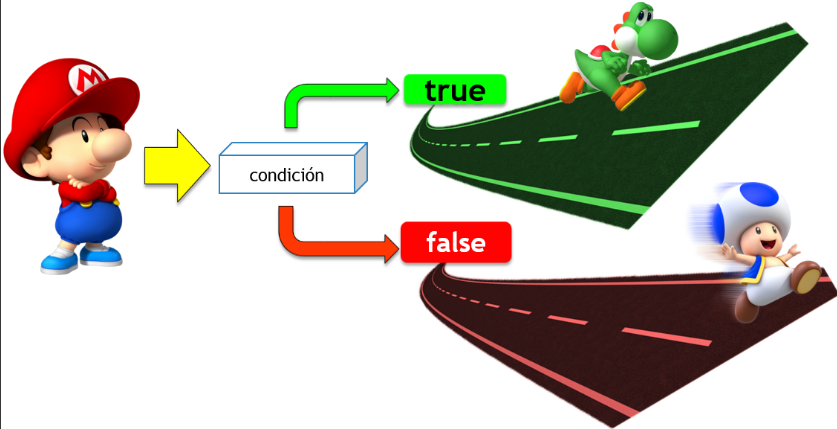 M
true
condición
false